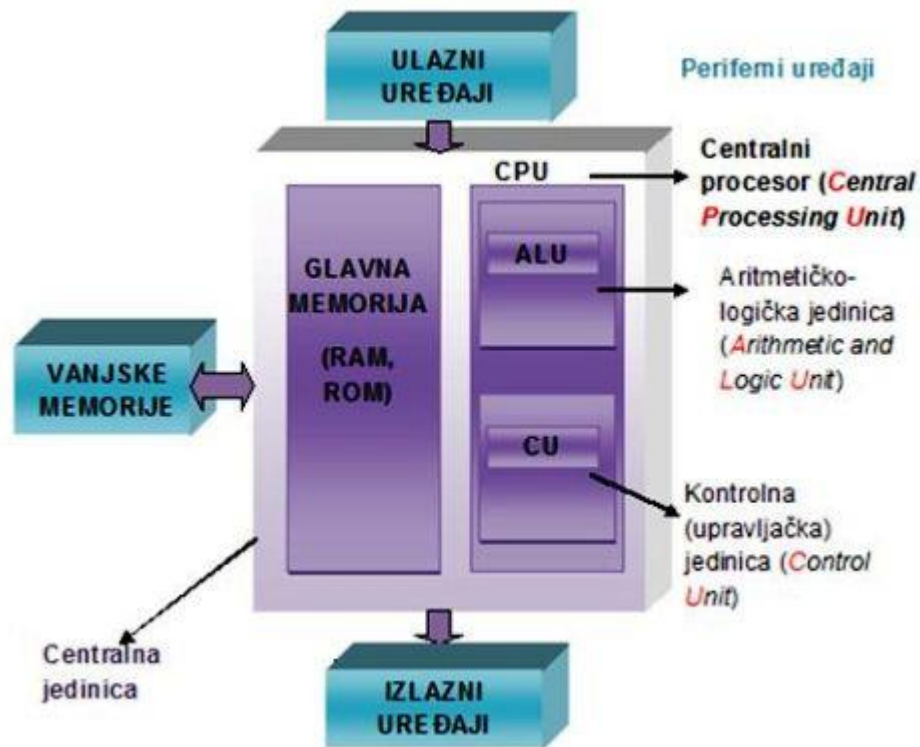 ULAZNI
UREĐAJI
Periferni uređaji
CPU
Centralni
procesor (Central
Processing Unit)
GLAVNA
MEMORIJA
(RAM,
ROM)
ALU
Aritmetičko-
logička jedinica
(Arithmetic and
Logic Unit)
VANJSKE
MEMORIJE
CU
Kontrolna
(upravljačka)
jedinica (Control
Unit)
Centralna
jedinica
IZLAZNI
UREĐAJI